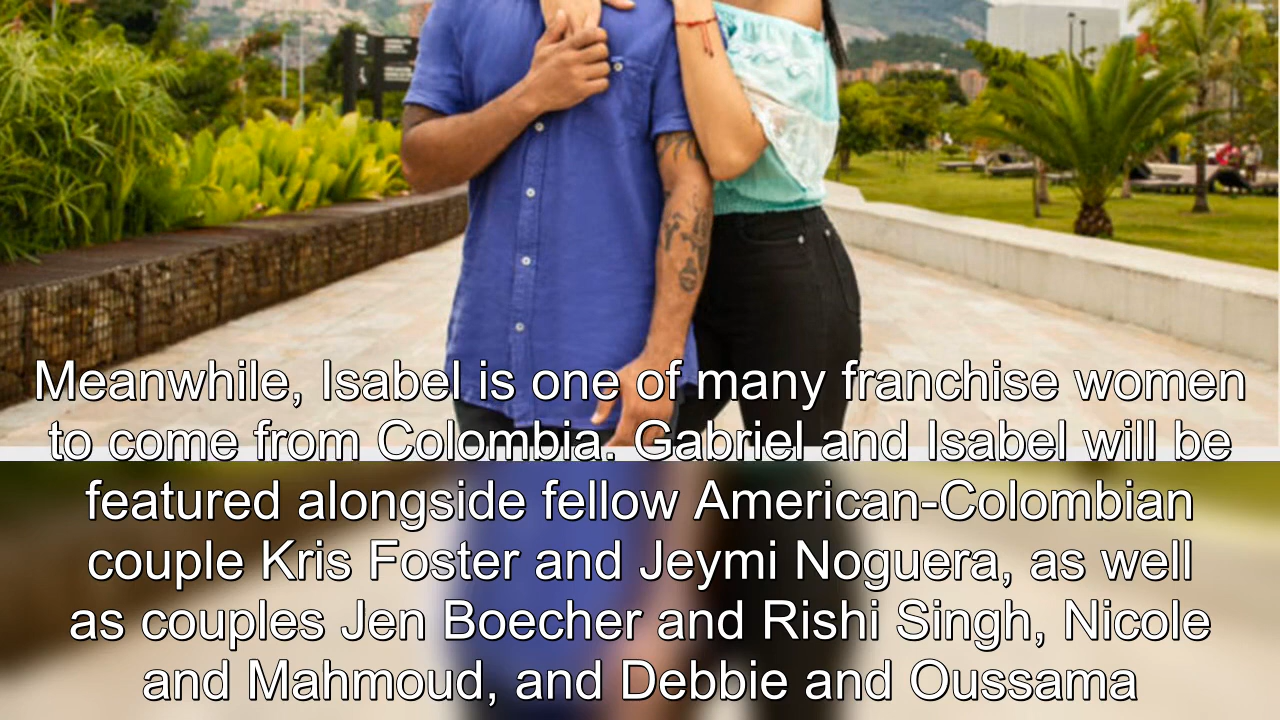 Meanwhile, Isabel is one of many franchise women
to come from Colombia. Gabriel and Isabel will be
featured alongside fellow American-Colombian
couple Kris Foster and Jeymi Noguera, as well
as couples Jen Boecher and Rishi Singh, Nicole
and Mahmoud, and Debbie and Oussama